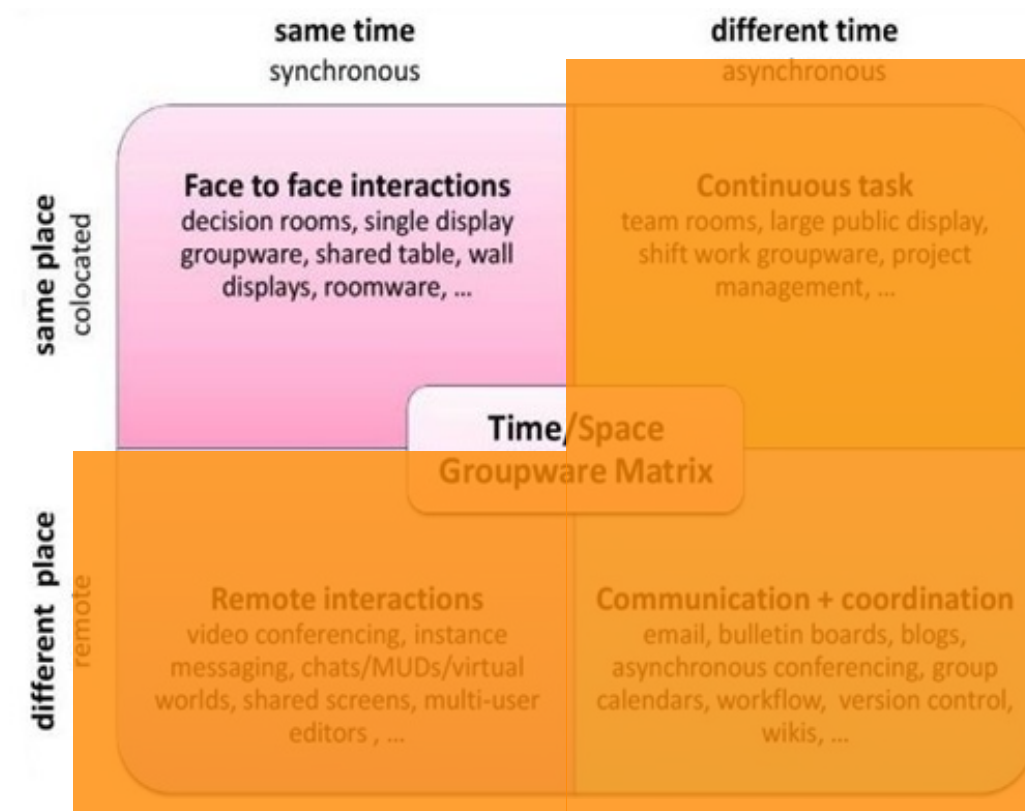 same time
synchronous
different time
asynchronous
same place
colocated
Face to face interactions
decision rooms, single display
groupware, shared table, wall
displays, roomware, ...
Continuous task
team rooms, large public display,
shift work groupware, project
management, ...
Time/Space
Groupware Matrix
different place
remote
Remote interactions
video conferencing, instance
messaging, chats/MUDs/virtual
worlds, shared screens, multi-user
editors , ...
Communication + coordination
email, bulletin boards, blogs,
asynchronous conferencing, group
calendars, workflow, version control,
wikis, ...